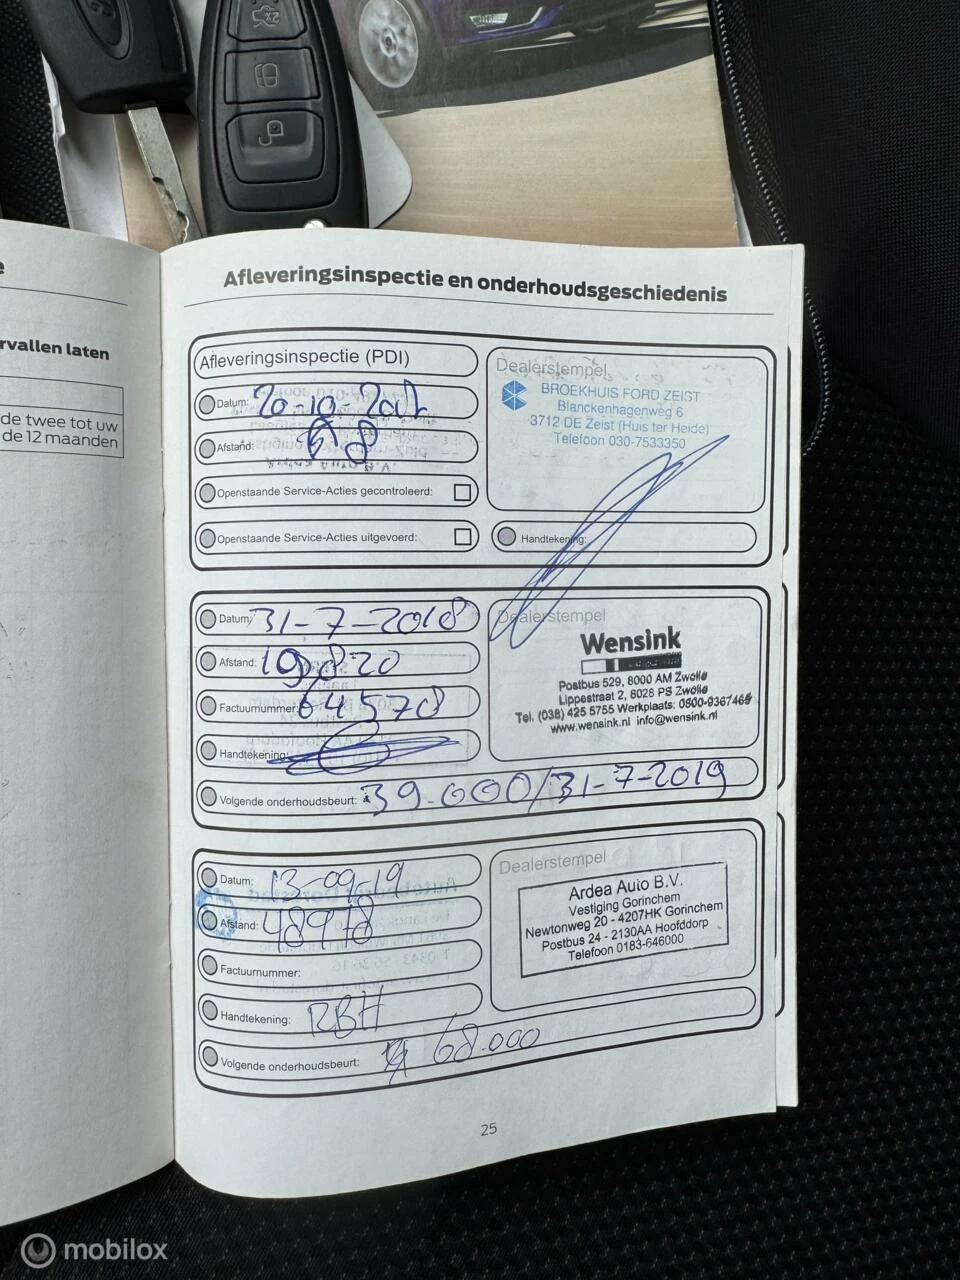 e
rvallen laten
de twee tot uw
de 12 maanden
Afleveringsinspectie en onderhoudsgeschiedenis
Afleveringsinspectie (PDI)
Datum: 20-10-
Afstand:
Openstaande Service-Acties gecontroleerd:
Openstaande Service-Acties uitgevoerd:
Dealerstempel
BROEKHUIS FORD ZEIST
Blanckenhagenweg 6
3712 DE Zeist (Huis ter Heide)
Telefoon 030-7533350
Handtekening:
Datum: 31-7-2018
Afstand: 19.820
Factuurnummer: 64578
Handtekening:
Volgende onderhoudsbeurt: 39.000/31-7-2019
Dealerstempel
Wensink
Postbus 529, 8000 AM Zwolle
Lippestraat 2, 8028 PS Zwolle
Tel. (038) 425 5755 Werkplaats: 0800-9367465
www.wensink.nl info@wensink.nl
Datum: 13-09-19
Afstand: 48978
Factuurnummer:
Handtekening: RBH
Volgende onderhoudsbeurt: 68.000
Dealerstempel
Ardea Auto B.V.
Vestiging Gorinchem
Newtonweg 20 - 4207HK Gorinchem
Postbus 24 - 2130AA Hoofddorp
Telefoon 0183-646000
25
mobilox